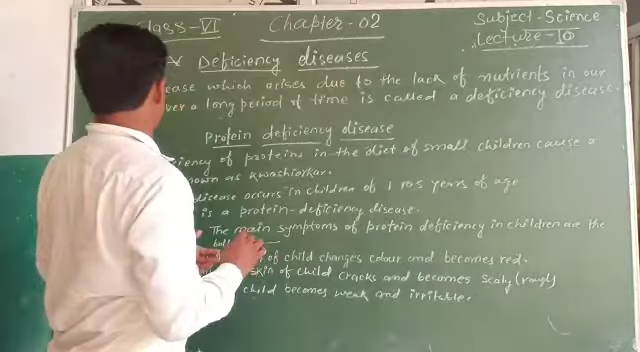 Class-VI
Chapter-02
Subject-Science
Lecture-10
* Deficiency diseases
ease which arises due to the lack of nutrients in our
ver a long period of time is called a deficiency disease.
Protein deficiency disease
iency of proteins in the diet of small children cause a
nown as Kwashiorkar.
disease occurs in children of 1 to 5 years of age
is a protein-deficiency disease.
The main symptoms of protein deficiency in children are the
of child changes colour and becomes red.
skin of child cracks and becomes scaly (rough)
child becomes weak and irritable.